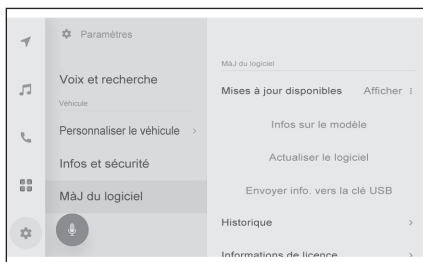 Paramètres
Voix et recherche
Véhicule
Personnaliser le véhicule
Infos et sécurité
MàJ du logiciel
MàJ du logiciel
Mises à jour disponibles Afficher
Infos sur le modèle
Actualiser le logiciel
Envoyer info. vers la clé USB
Historique
Informations de licence